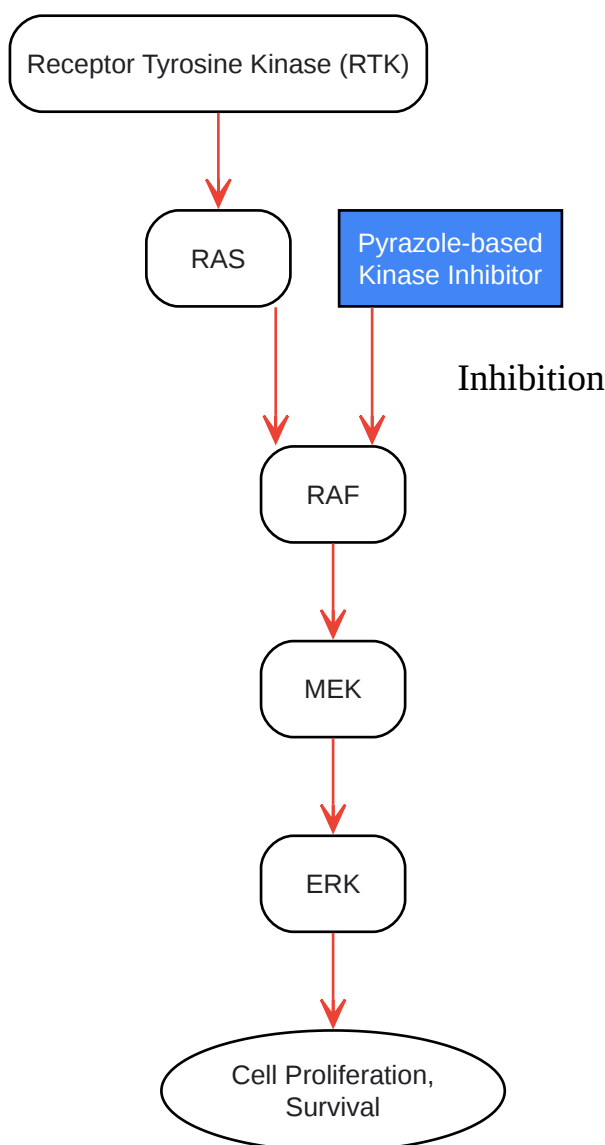 Receptor Tyrosine Kinase (RTK)
RAS
Pyrazole-based
Kinase Inhibitor
Inhibition
RAF
MEK
ERK
Cell Proliferation,
Survival